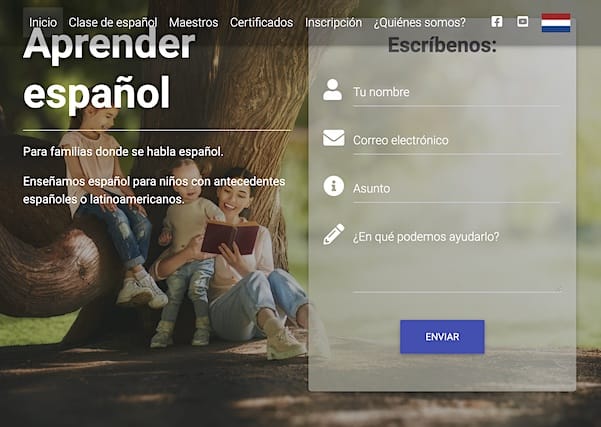 Inicio Clase de español Maestros Certificados Inscripción ¿Quiénes somos?
Aprender
español
Para familias donde se habla español.
Enseñamos español para niños con antecedentes
españoles o latinoamericanos.
Escríbenos:
Tu nombre
Correo electrónico
Asunto
¿En qué podemos ayudarlo?
ENVIAR